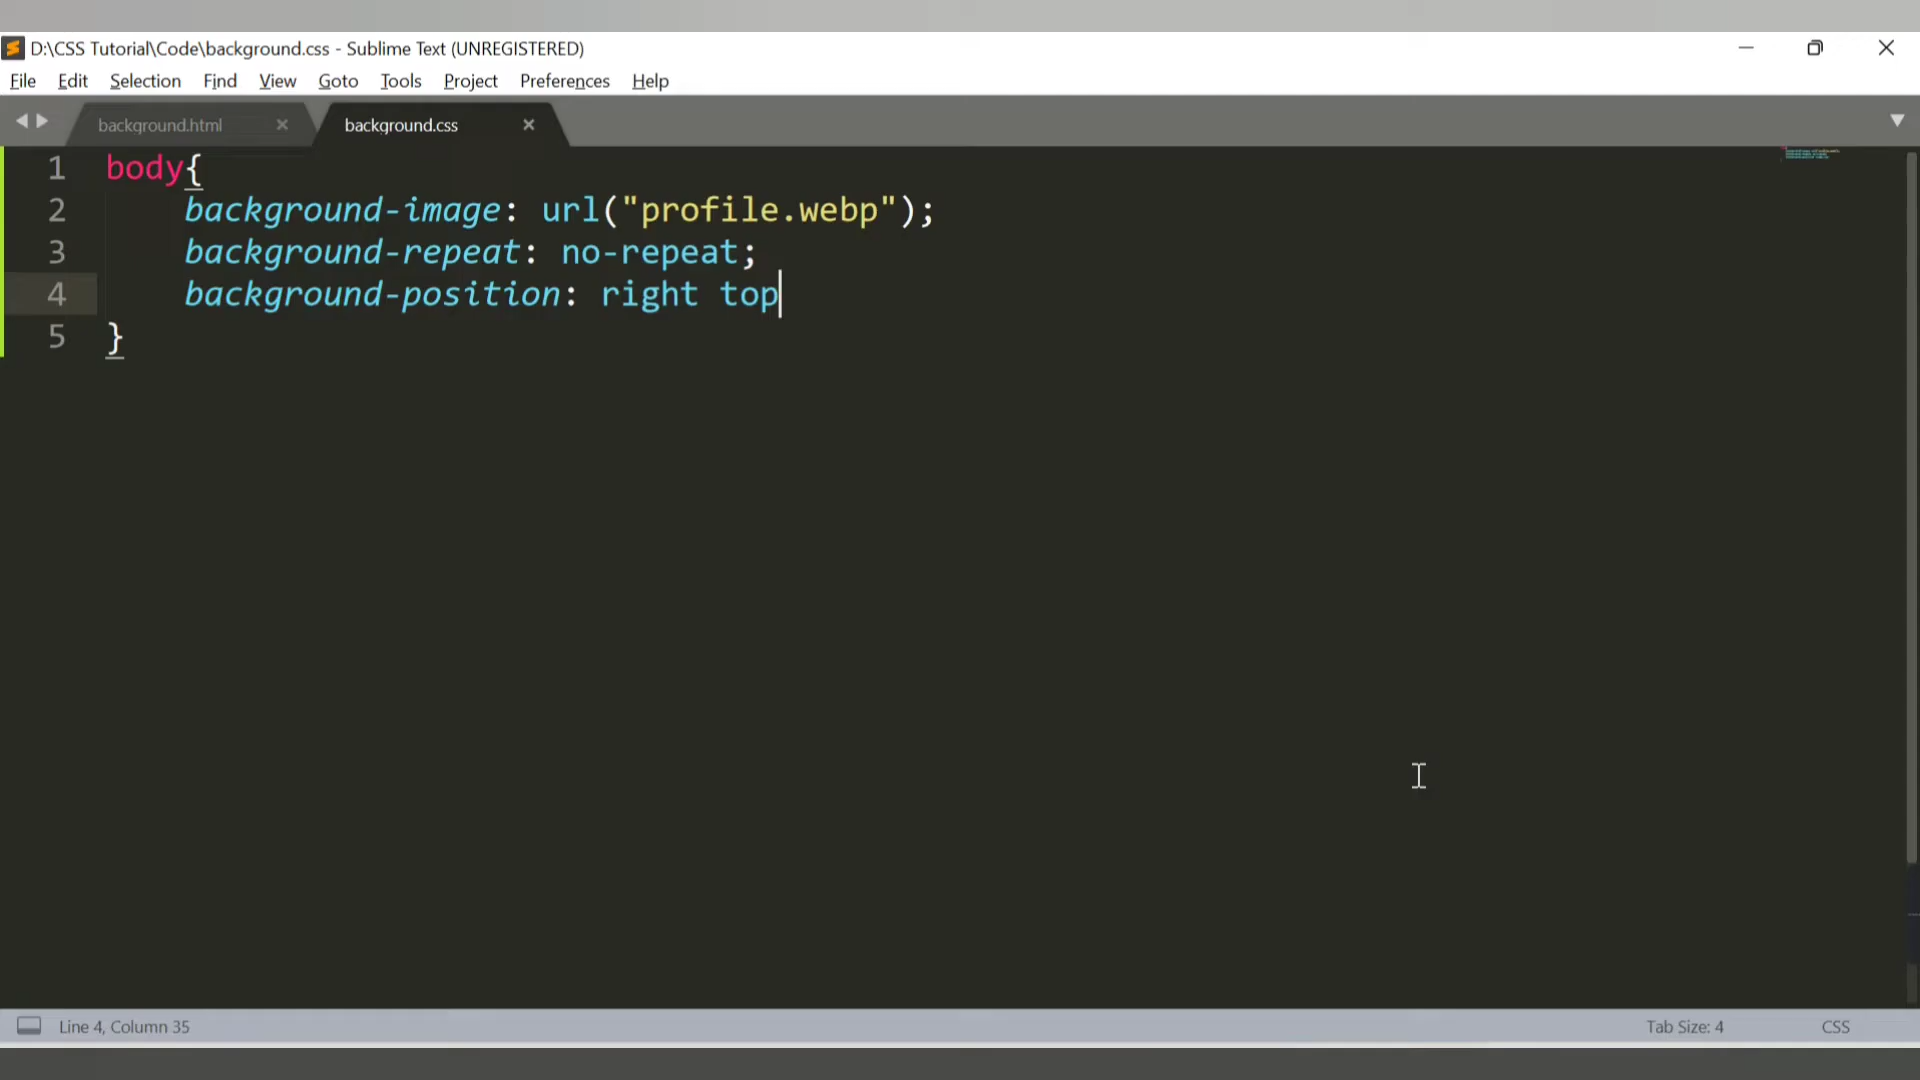 D:\CSS Tutorial\Code\background.css - Sublime Text (UNREGISTERED)
File Edit Selection Find View Goto Tools Project Preferences Help
background.html background.css
1 body{
2 background-image: url("profile.webp");
3 background-repeat: no-repeat;
4 background-position: right top
5 }
Line 4, Column 35 Tab Size: 4 CSS